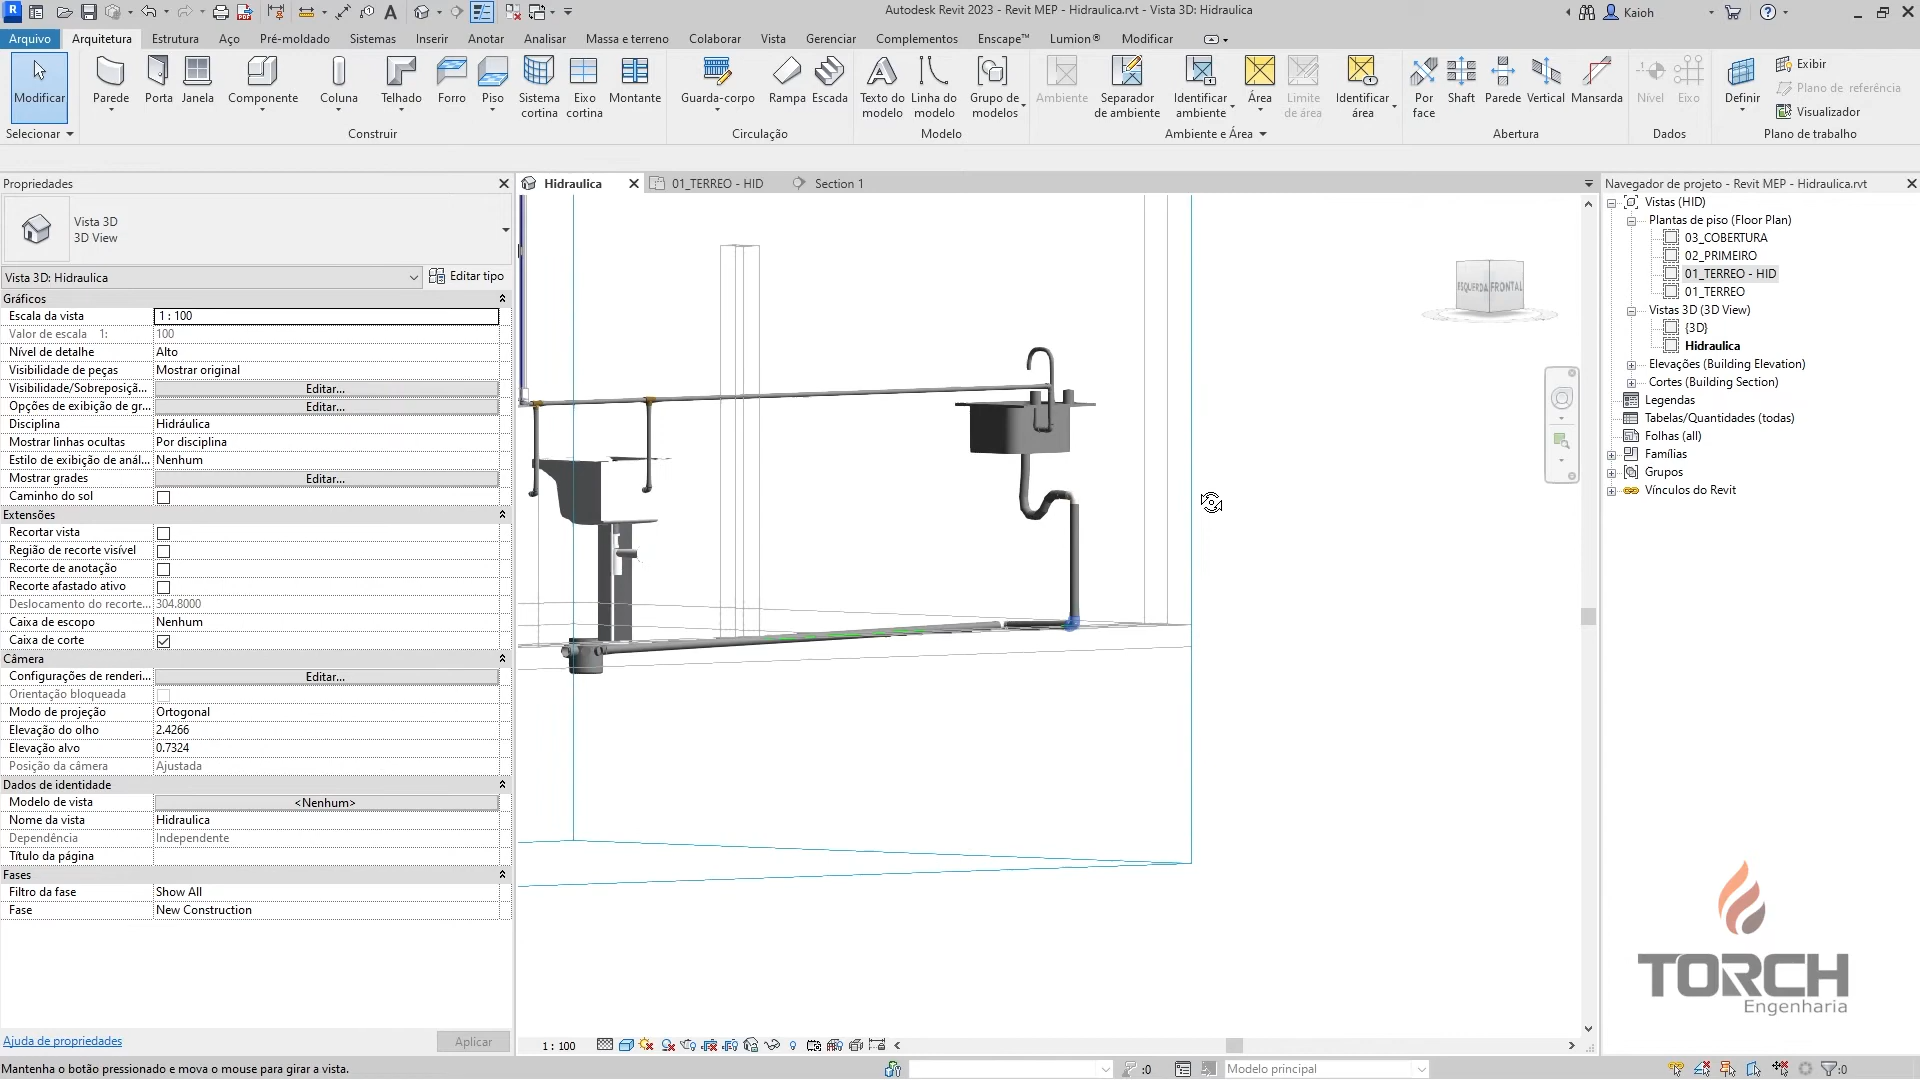 Autodesk Revit 2023 - Revit MEP - Hidraulica.rvt - Vista 3D: Hidraulica
Kaioh
Arquivo Arquitetura Estrutura Aço Pré-moldado Sistemas Inserir Anotar Analisar Massa e terreno Colaborar Vista Gerenciar Complementos Enscape™ Lumion® Modificar
Modificar Parede Porta Janela Componente Coluna Telhado Forro Piso Sistema cortina Eixo cortina Montante Guarda-corpo Rampa Escada Texto do modelo Linha do modelo Grupo de modelos Ambiente Separador de ambiente Identificar ambiente Área Limite de área Identificar área Por face Shaft Parede Vertical Mansarda Nível Eixo Definir
Exibir
Plano de referência
Visualizador
Selecionar Construir Circulação Modelo Ambiente e Área Abertura Dados Plano de trabalho
Propriedades
Vista 3D
3D View
Vista 3D: Hidraulica Editar tipo
Gráficos
Escala da vista 1 : 100
Valor de escala 1: 100
Nível de detalhe Alto
Visibilidade de peças Mostrar original
Visibilidade/Sobreposiçã... Editar...
Opções de exibição de gr... Editar...
Disciplina Hidráulica
Mostrar linhas ocultas Por disciplina
Estilo de exibição de anál... Nenhum
Mostrar grades Editar...
Caminho do sol
Extensões
Recortar vista
Região de recorte visível
Recorte de anotação
Recorte afastado ativo
Deslocamento do recorte... 304.8000
Caixa de escopo Nenhum
Caixa de corte
Câmera
Configurações de renderi... Editar...
Orientação bloqueada
Modo de projeção Ortogonal
Elevação do olho 2.4266
Elevação alvo 0.7324
Posição da câmera Ajustada
Dados de identidade
Modelo de vista <Nenhum>
Nome da vista Hidraulica
Dependência Independente
Título da página
Fases
Filtro da fase Show All
Fase New Construction
Ajuda de propriedades Aplicar
Hidraulica 01_TERREO - HID Section 1
ESQUERDA FRONTAL
1 : 100
Navegador de projeto - Revit MEP - Hidraulica.rvt
Vistas (HID)
Plantas de piso (Floor Plan)
03_COBERTURA
02_PRIMEIRO
01_TERREO - HID
01_TERREO
Vistas 3D (3D View)
{3D}
Hidraulica
Elevações (Building Elevation)
Cortes (Building Section)
Legendas
Tabelas/Quantidades (todas)
Folhas (all)
Famílias
Grupos
Vínculos do Revit
TORCH
Engenharia
Mantenha o botão pressionado e mova o mouse para girar a vista. :0 Modelo principal :0